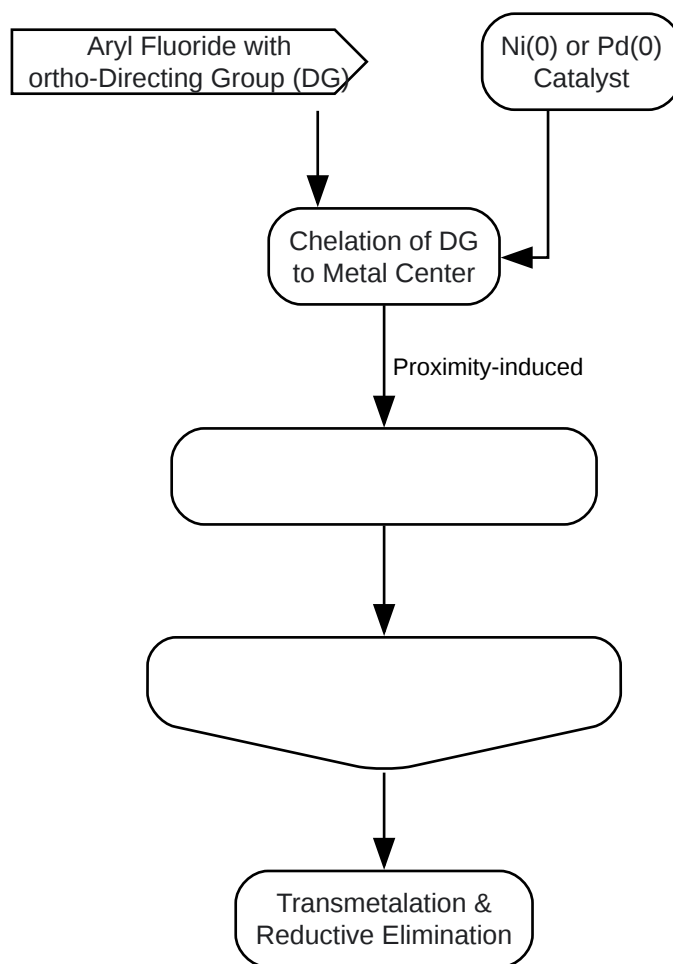 Aryl Fluoride with
ortho-Directing Group (DG)
Ni(0) or Pd(0)
Catalyst
Chelation of DG
to Metal Center
Proximity-induced
Transmetalation &
Reductive Elimination